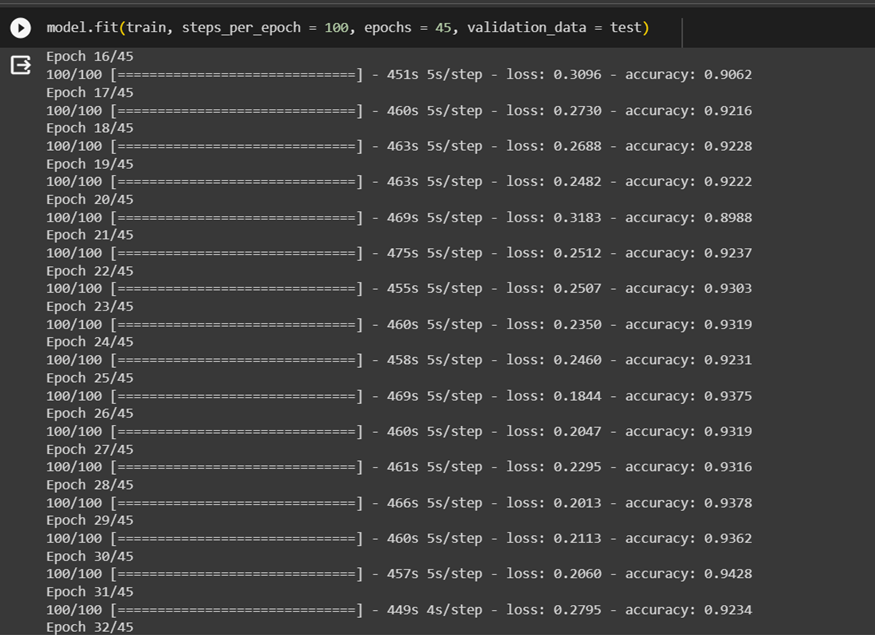 model.fit(train, steps_per_epoch = 100, epochs = 45, validation_data = test)
Epoch 16/45
100/100 [==============================] - 451s 5s/step - loss: 0.3096 - accuracy: 0.9062
Epoch 17/45
100/100 [==============================] - 460s 5s/step - loss: 0.2730 - accuracy: 0.9216
Epoch 18/45
100/100 [==============================] - 463s 5s/step - loss: 0.2688 - accuracy: 0.9228
Epoch 19/45
100/100 [==============================] - 463s 5s/step - loss: 0.2482 - accuracy: 0.9222
Epoch 20/45
100/100 [==============================] - 469s 5s/step - loss: 0.3183 - accuracy: 0.8988
Epoch 21/45
100/100 [==============================] - 475s 5s/step - loss: 0.2512 - accuracy: 0.9237
Epoch 22/45
100/100 [==============================] - 455s 5s/step - loss: 0.2507 - accuracy: 0.9303
Epoch 23/45
100/100 [==============================] - 460s 5s/step - loss: 0.2350 - accuracy: 0.9319
Epoch 24/45
100/100 [==============================] - 458s 5s/step - loss: 0.2460 - accuracy: 0.9231
Epoch 25/45
100/100 [==============================] - 469s 5s/step - loss: 0.1844 - accuracy: 0.9375
Epoch 26/45
100/100 [==============================] - 460s 5s/step - loss: 0.2047 - accuracy: 0.9319
Epoch 27/45
100/100 [==============================] - 461s 5s/step - loss: 0.2295 - accuracy: 0.9316
Epoch 28/45
100/100 [==============================] - 466s 5s/step - loss: 0.2013 - accuracy: 0.9378
Epoch 29/45
100/100 [==============================] - 460s 5s/step - loss: 0.2113 - accuracy: 0.9362
Epoch 30/45
100/100 [==============================] - 457s 5s/step - loss: 0.2060 - accuracy: 0.9428
Epoch 31/45
100/100 [==============================] - 449s 4s/step - loss: 0.2795 - accuracy: 0.9234
Epoch 32/45